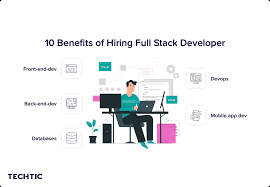 10 Benefits of Hiring Full Stack Developer
Front-end-dev
Back-end-dev
Databases
Devops
Mobile app dev
TECHTIC